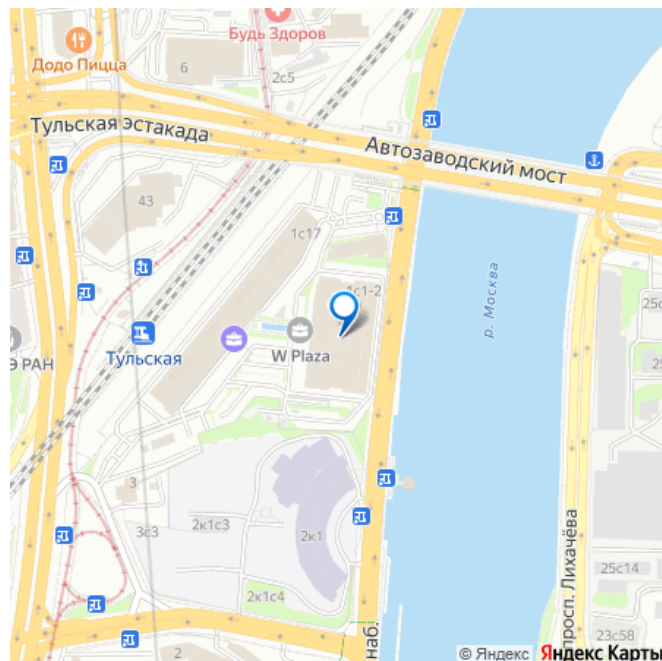 Будь Здоров
Додо Пицца
6
2с5
Тульская эстакада
Автозаводский мост
43
1с17
1с1-2
р. Москва
25с
Тульская
W Plaza
Э РАН
25
3
3с3
2к1с3
2к1
2к1с4
25с14
23с58
2
наб.
просп. Лихачёва
© Яндекс Яндекс Карты